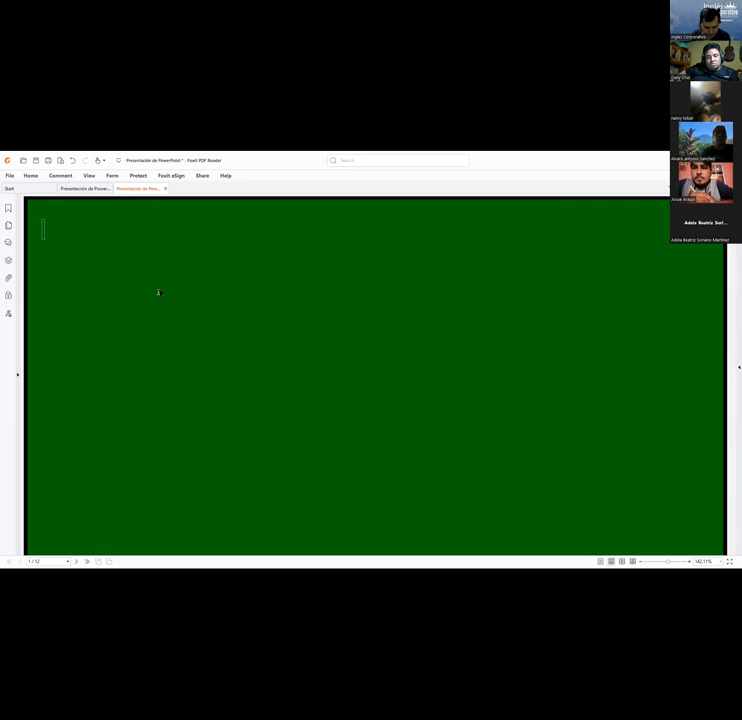 Inglés Corporativo
Ingles Corporativo
Dany Cruz
nancy tobar
Alvaro antonio Sanchez
Josue Araujo
Adela Beatriz Sori...
Adela Beatriz Soriano Martinez
Presentación de PowerPoint * - Foxit PDF Reader
Search
File Home Comment View Form Protect Foxit eSign Share Help
Start Presentación de Power... Presentación de Pow...
1 / 12
142.11%